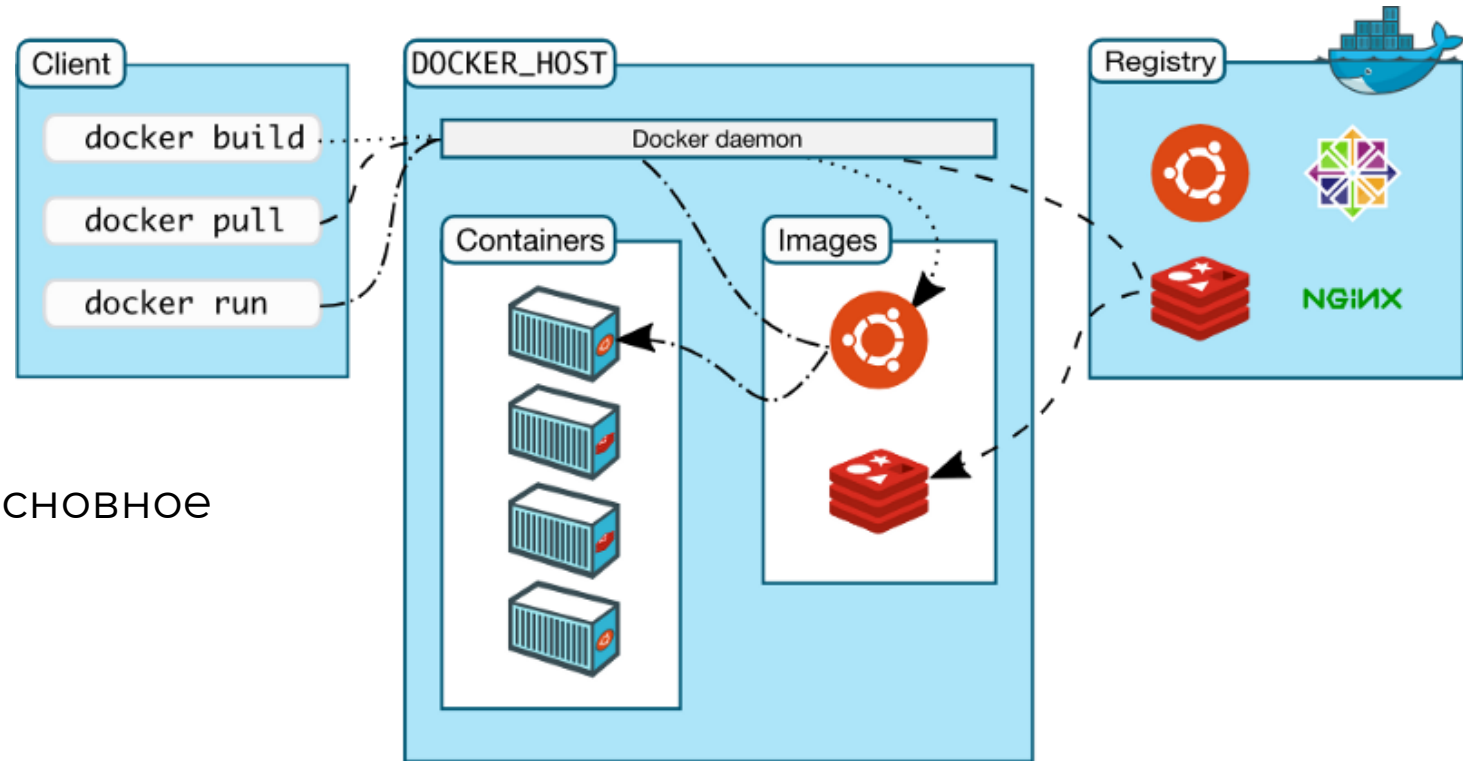 Client
docker build
docker pull
docker run
DOCKER_HOST
Docker daemon
Containers
Images
Registry
NGiNX
сновное